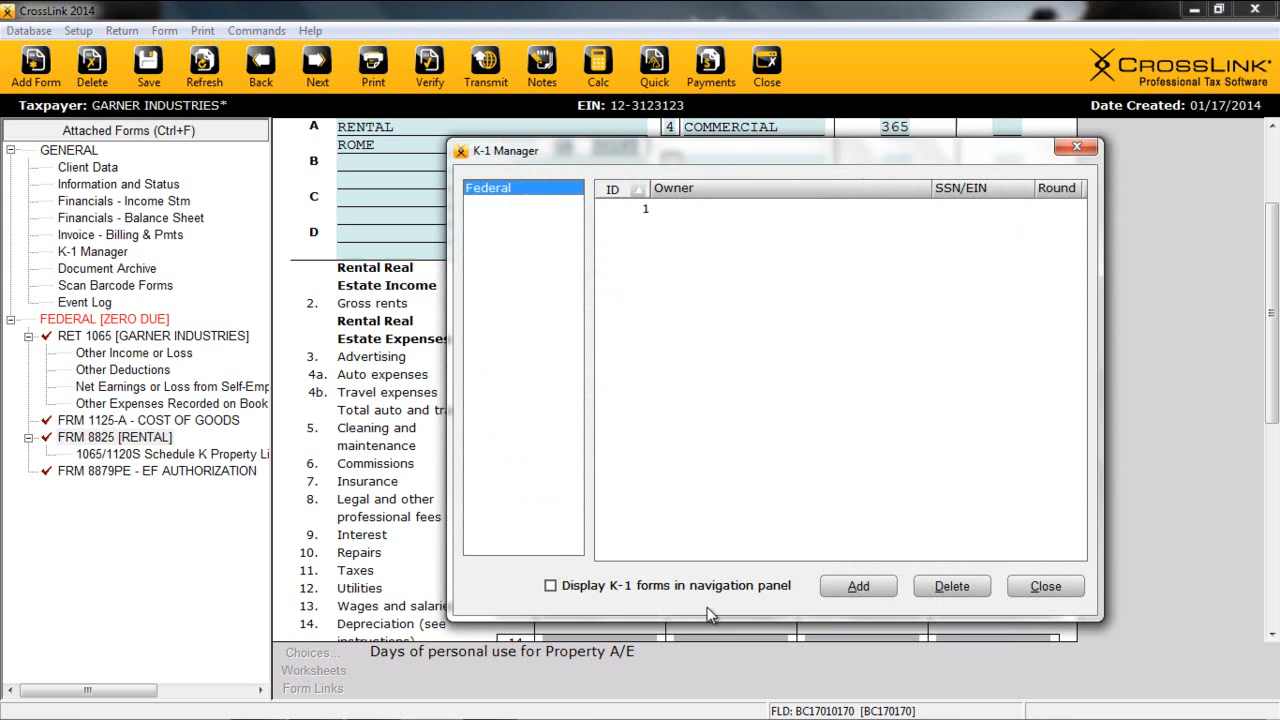 CrossLink 2014
Database Setup Return Form Print Commands Help
Add Form Delete Save Refresh Back Next Print Verify Transmit Notes Calc Quick Payments Close
CROSSLINK
Professional Tax Software
Taxpayer: GARNER INDUSTRIES* EIN: 12-3123123 Date Created: 01/17/2014
Attached Forms (Ctrl+F)
GENERAL
Client Data
Information and Status
Financials - Income Stm
Financials - Balance Sheet
Invoice - Billing & Pmts
K-1 Manager
Document Archive
Scan Barcode Forms
Event Log
FEDERAL [ZERO DUE]
RET 1065 [GARNER INDUSTRIES]
Other Income or Loss
Other Deductions
Net Earnings or Loss from Self-Emp
Other Expenses Recorded on Book
FRM 1125-A - COST OF GOODS
FRM 8825 [RENTAL]
1065/1120S Schedule K Property Li
FRM 8879PE - EF AUTHORIZATION
A RENTAL 4 COMMERCIAL 365
ROME
B
C
D
Rental Real
Estate Income
2. Gross rents
Rental Real
Estate Expenses
3. Advertising
4a. Auto expenses
4b. Travel expenses
Total auto and tr
5. Cleaning and
maintenance
6. Commissions
7. Insurance
8. Legal and other
professional fees
9. Interest
10. Repairs
11. Taxes
12. Utilities
13. Wages and salarie
14. Depreciation (see
instructions) 14
K-1 Manager
Federal
ID Owner SSN/EIN Round
1
Display K-1 forms in navigation panel Add Delete Close
Choices... Days of personal use for Property A/E
Worksheets
Form Links
FLD: BC17010170 [BC170170]